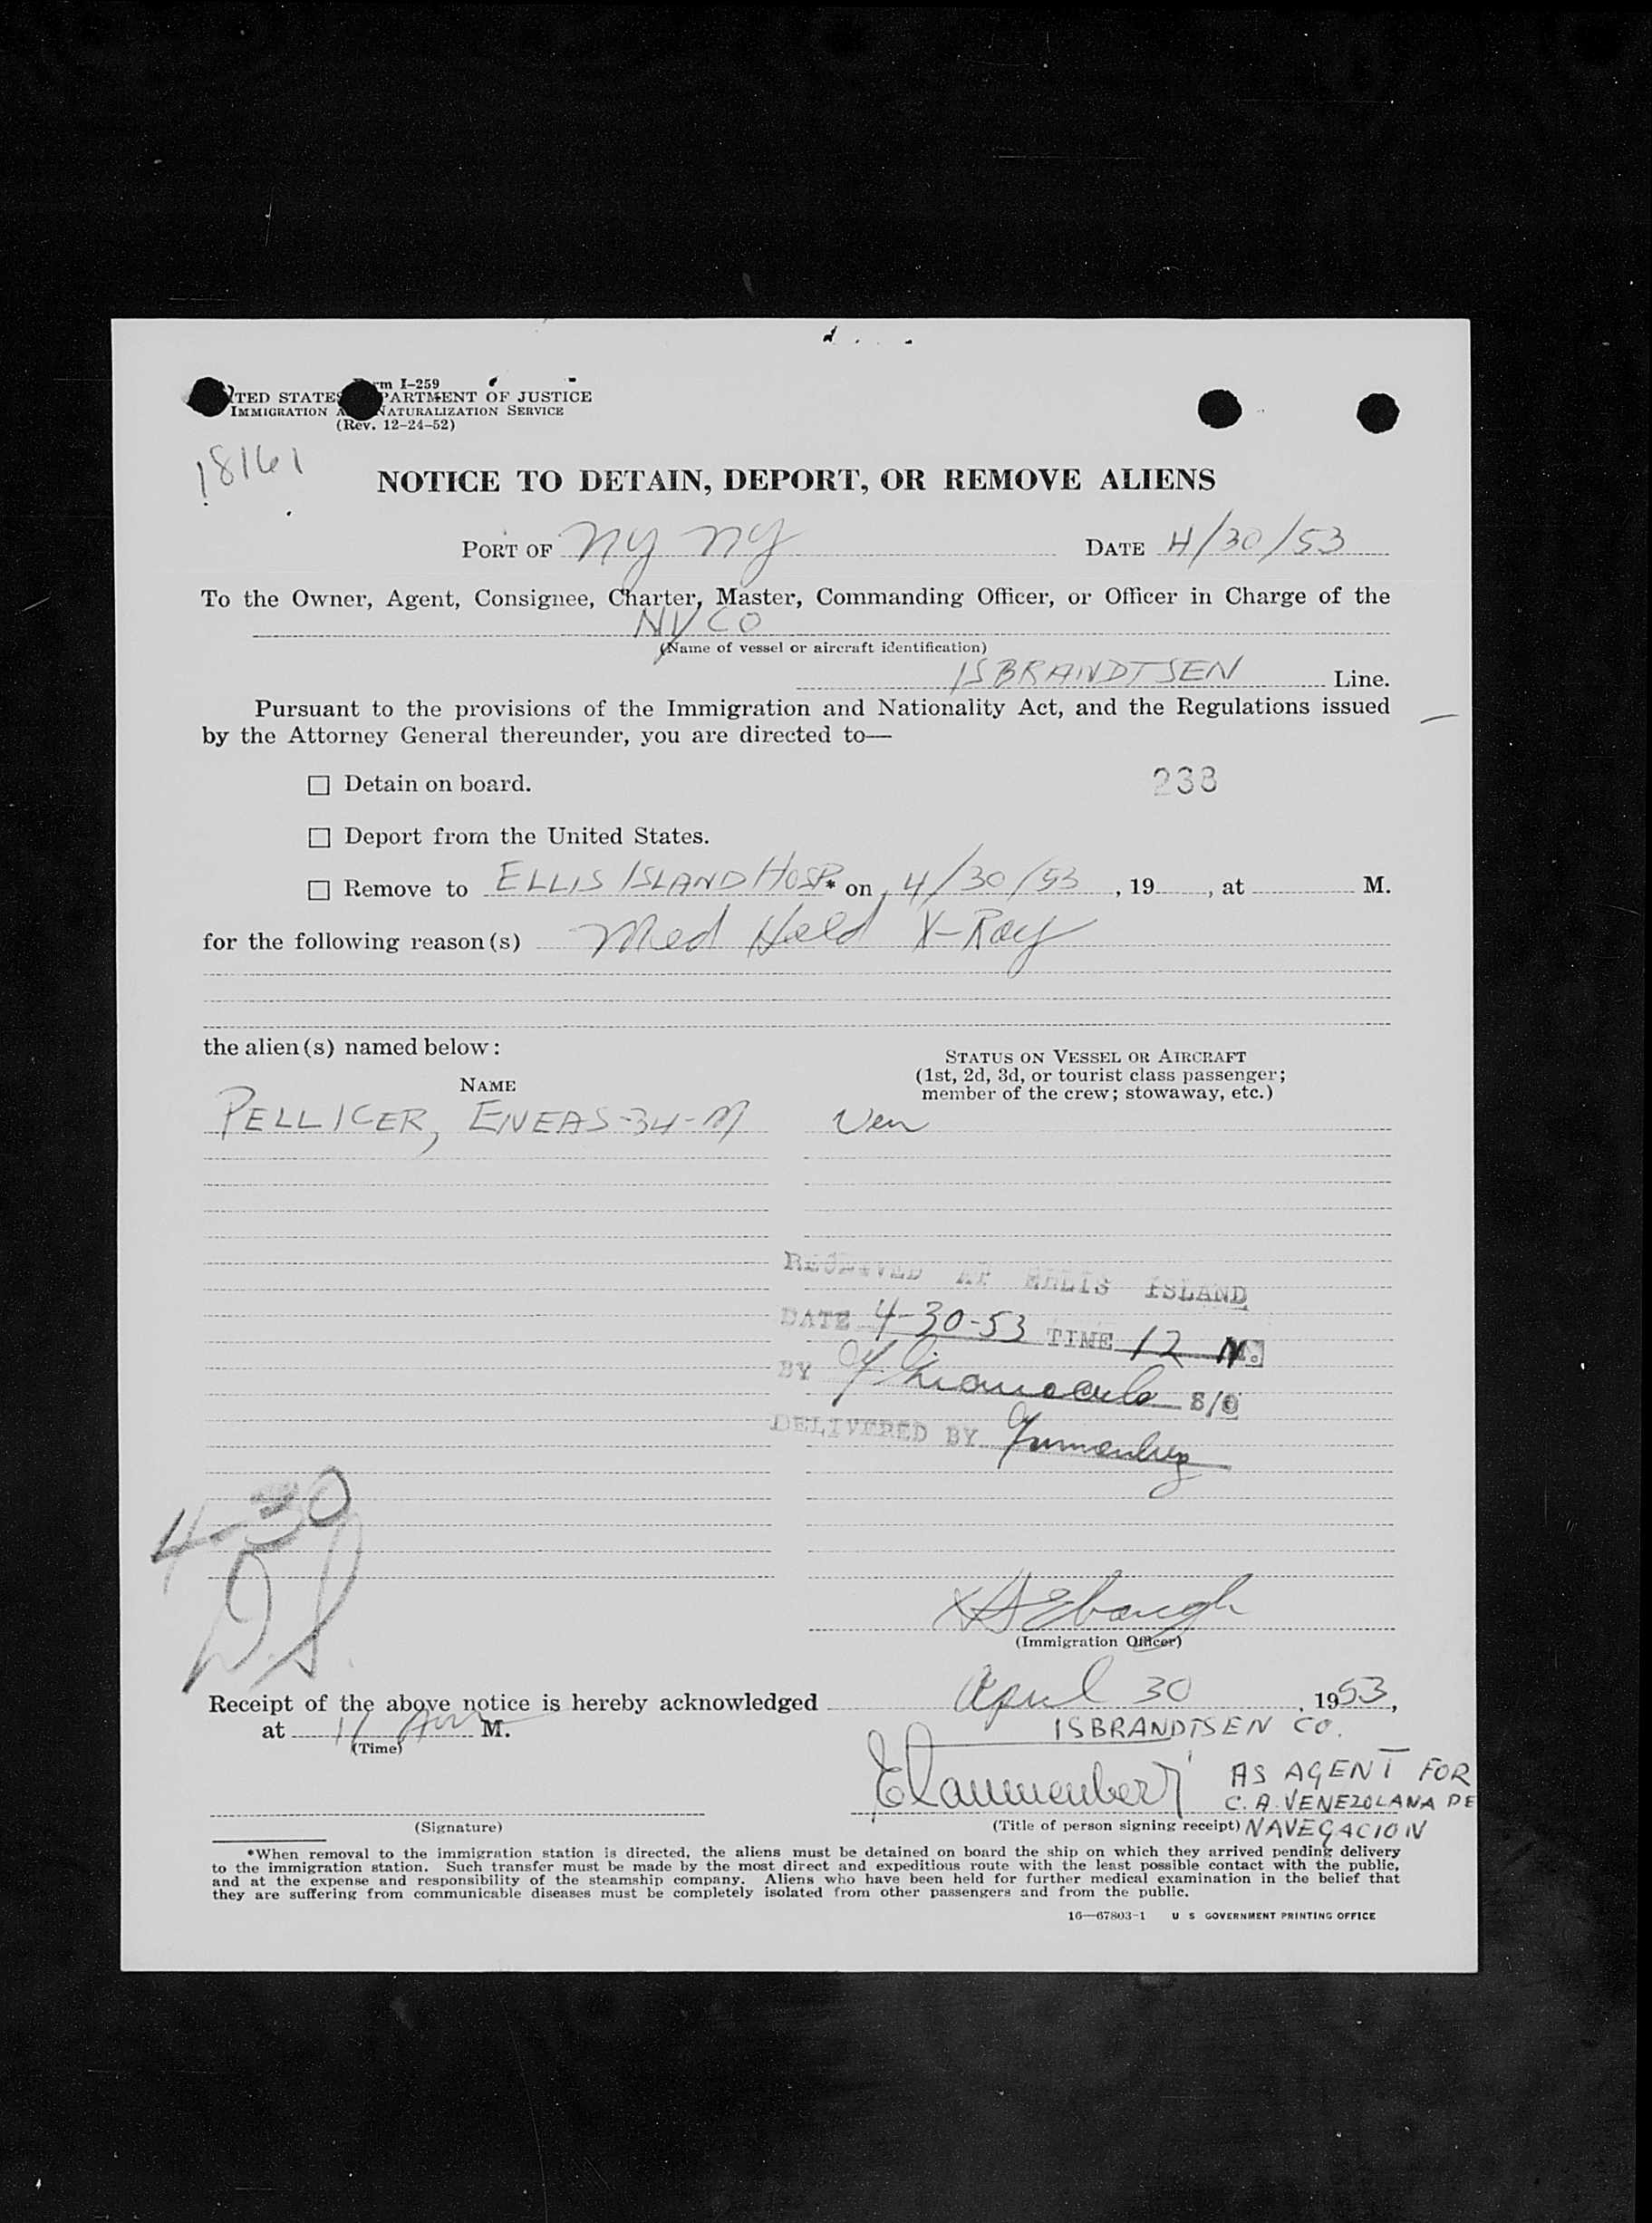 Form I-259
UNITED STATES DEPARTMENT OF JUSTICE
IMMIGRATION AND NATURALIZATION SERVICE
(Rev. 12-24-52)
18161
NOTICE TO DETAIN, DEPORT, OR REMOVE ALIENS
PORT OF NY NY DATE 4/30/53
To the Owner, Agent, Consignee, Charter, Master, Commanding Officer, or Officer in Charge of the
(Name of vessel or aircraft identification)
ISBRANDTSEN Line.
Pursuant to the provisions of the Immigration and Nationality Act, and the Regulations issued
by the Attorney General thereunder, you are directed to—
☐ Detain on board. 238
☐ Deport from the United States.
☐ Remove to ELLIS ISLAND HOSP.* on 4/30/53, 19 , at M.
for the following reason(s) Med Held X-Ray
the alien(s) named below:
NAME
STATUS ON VESSEL OR AIRCRAFT
(1st, 2d, 3d, or tourist class passenger;
member of the crew; stowaway, etc.)
PELLICER, ENEAS-34-M Ven
RECEIVED AT ELLIS ISLAND
DATE 4-30-53 TIME 12 N.
BY S/O
DELIVERED BY
4-30
D.S.
(Immigration Officer)
Receipt of the above notice is hereby acknowledged April 30, 1953,
at 11 AM M.
(Time)
ISBRANDTSEN CO.
AS AGENT FOR
C. A. VENEZOLANA DE
NAVEGACION
(Signature)
(Title of person signing receipt)
*When removal to the immigration station is directed, the aliens must be detained on board the ship on which they arrived pending delivery
to the immigration station. Such transfer must be made by the most direct and expeditious route with the least possible contact with the public,
and at the expense and responsibility of the steamship company. Aliens who have been held for further medical examination in the belief that
they are suffering from communicable diseases must be completely isolated from other passengers and from the public.
16—67803-1 U S GOVERNMENT PRINTING OFFICE